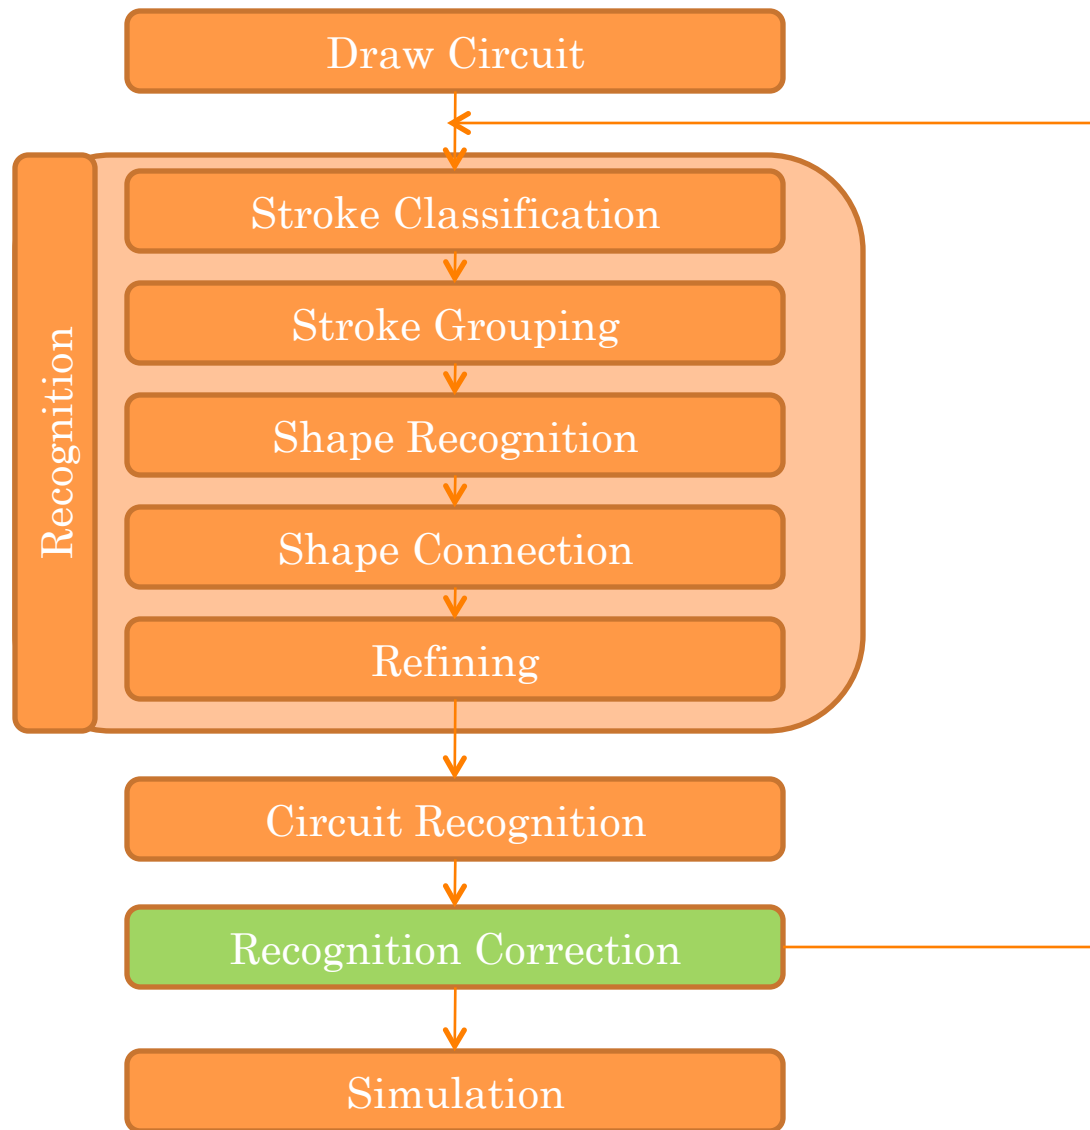 Draw Circuit
Recognition
Stroke Classification
Stroke Grouping
Shape Recognition
Shape Connection
Refining
Circuit Recognition
Recognition Correction
Simulation